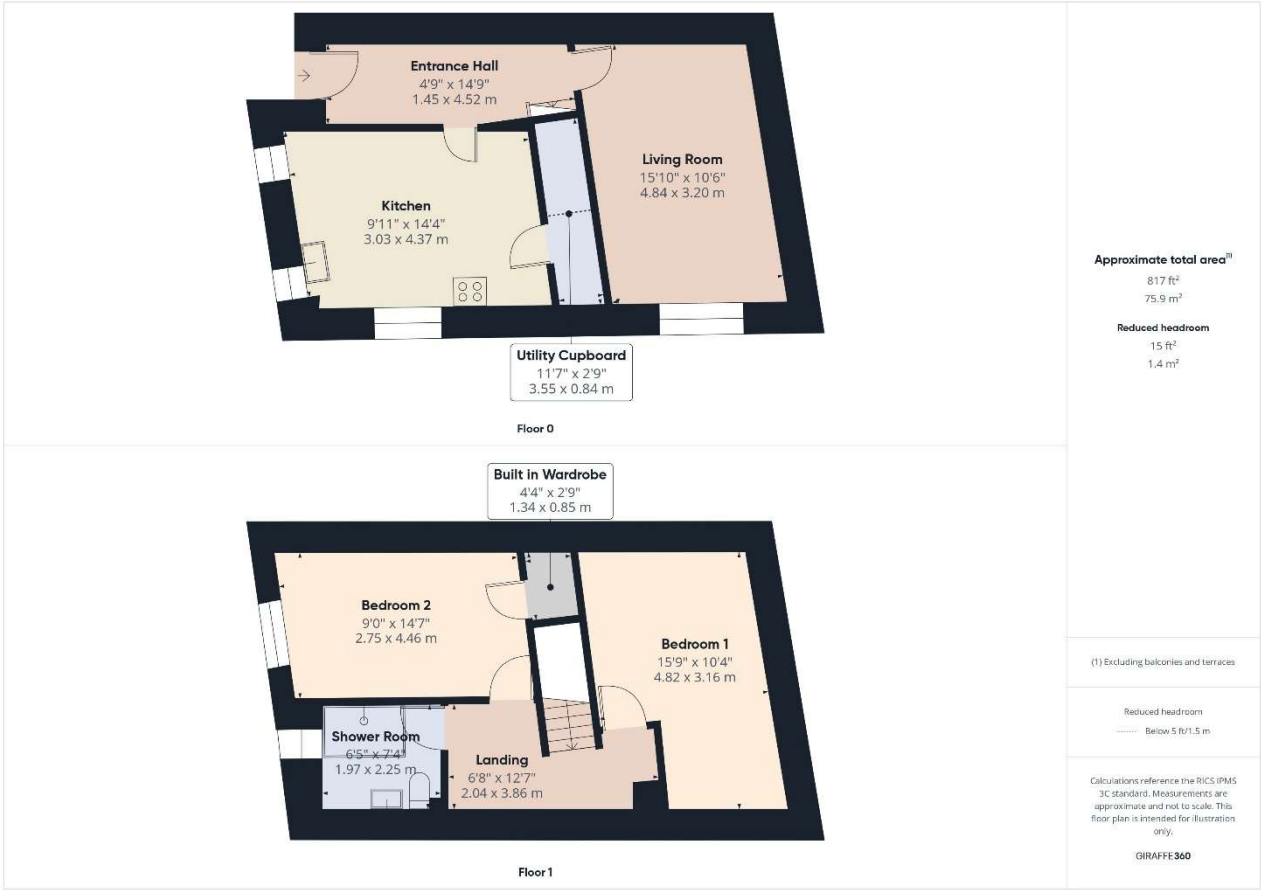 Entrance Hall
4'9" x 14'9"
1.45 x 4.52 m
Living Room
15'10" x 10'6"
4.84 x 3.20 m
Kitchen
9'11" x 14'4"
3.03 x 4.37 m
Utility Cupboard
11'7" x 2'9"
3.55 x 0.84 m
Floor 0
Built in Wardrobe
4'4" x 2'9"
1.34 x 0.85 m
Bedroom 2
9'0" x 14'7"
2.75 x 4.46 m
Bedroom 1
15'9" x 10'4"
4.82 x 3.16 m
Shower Room
6'5" x 7'4"
1.97 x 2.25 m
Landing
6'8" x 12'7"
2.04 x 3.86 m
Floor 1
Approximate total area(1)
817 ft²
75.9 m²
Reduced headroom
15 ft²
1.4 m²
(1) Excluding balconies and terraces
Reduced headroom
Below 5 ft/1.5 m
Calculations reference the RICS IPMS
3C standard. Measurements are
approximate and not to scale. This
floor plan is intended for illustration
only.
GIRAFFE360